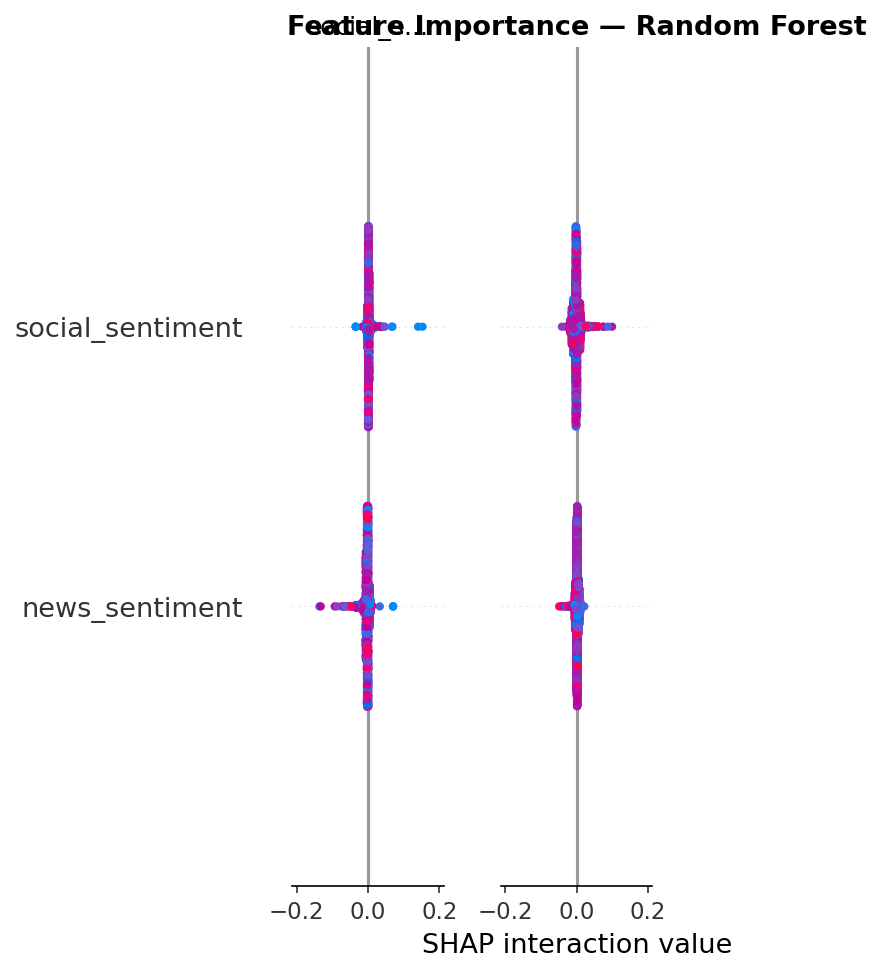 Feature Importance — Random Forest
social_s...
social_sentiment
news_sentiment
−0.2 0.0 0.2 −0.2 0.0 0.2
SHAP interaction value